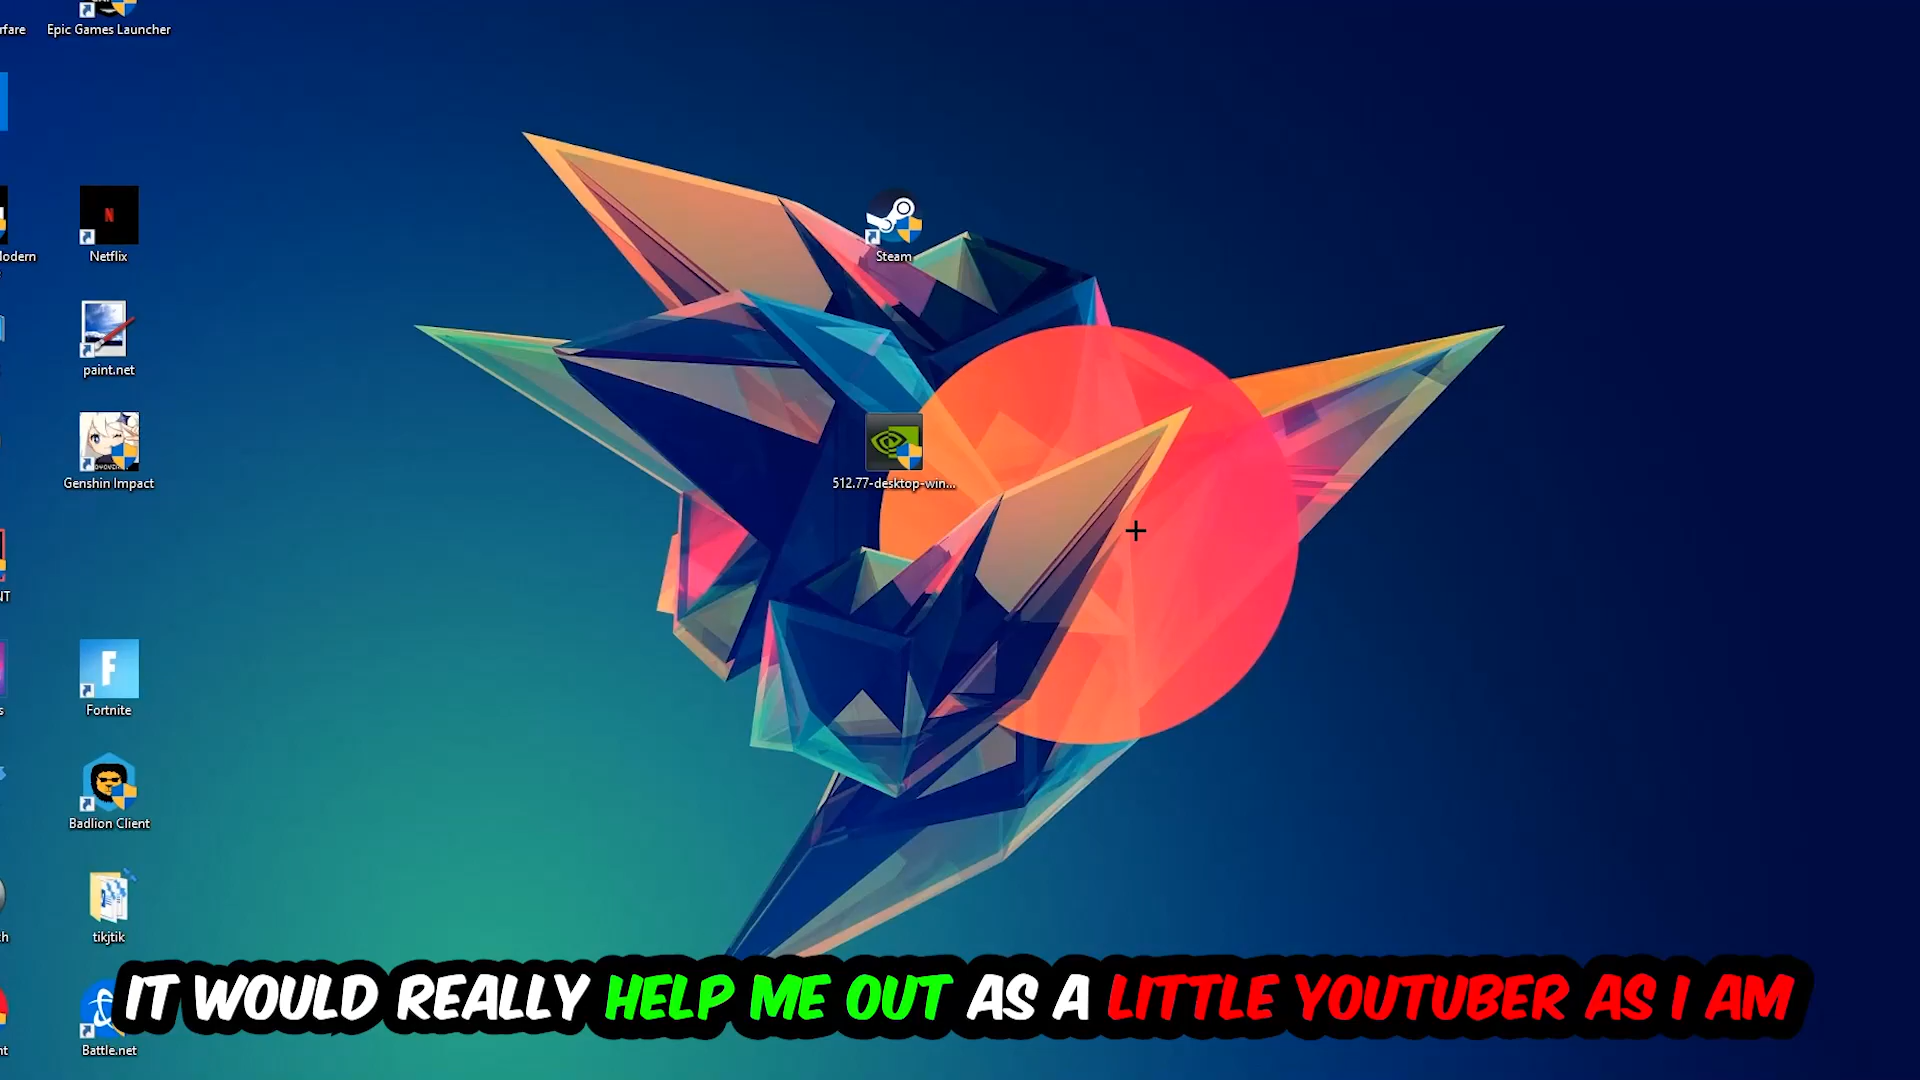 rfare
Epic Games Launcher
Netflix
Steam
paint.net
512.77-desktop-win...
Genshin Impact
F
Fortnite
Badlion Client
tikjtik
IT WOULD REALLY HELP ME OUT AS A LITTLE YOUTUBER AS I AM
Battle.net